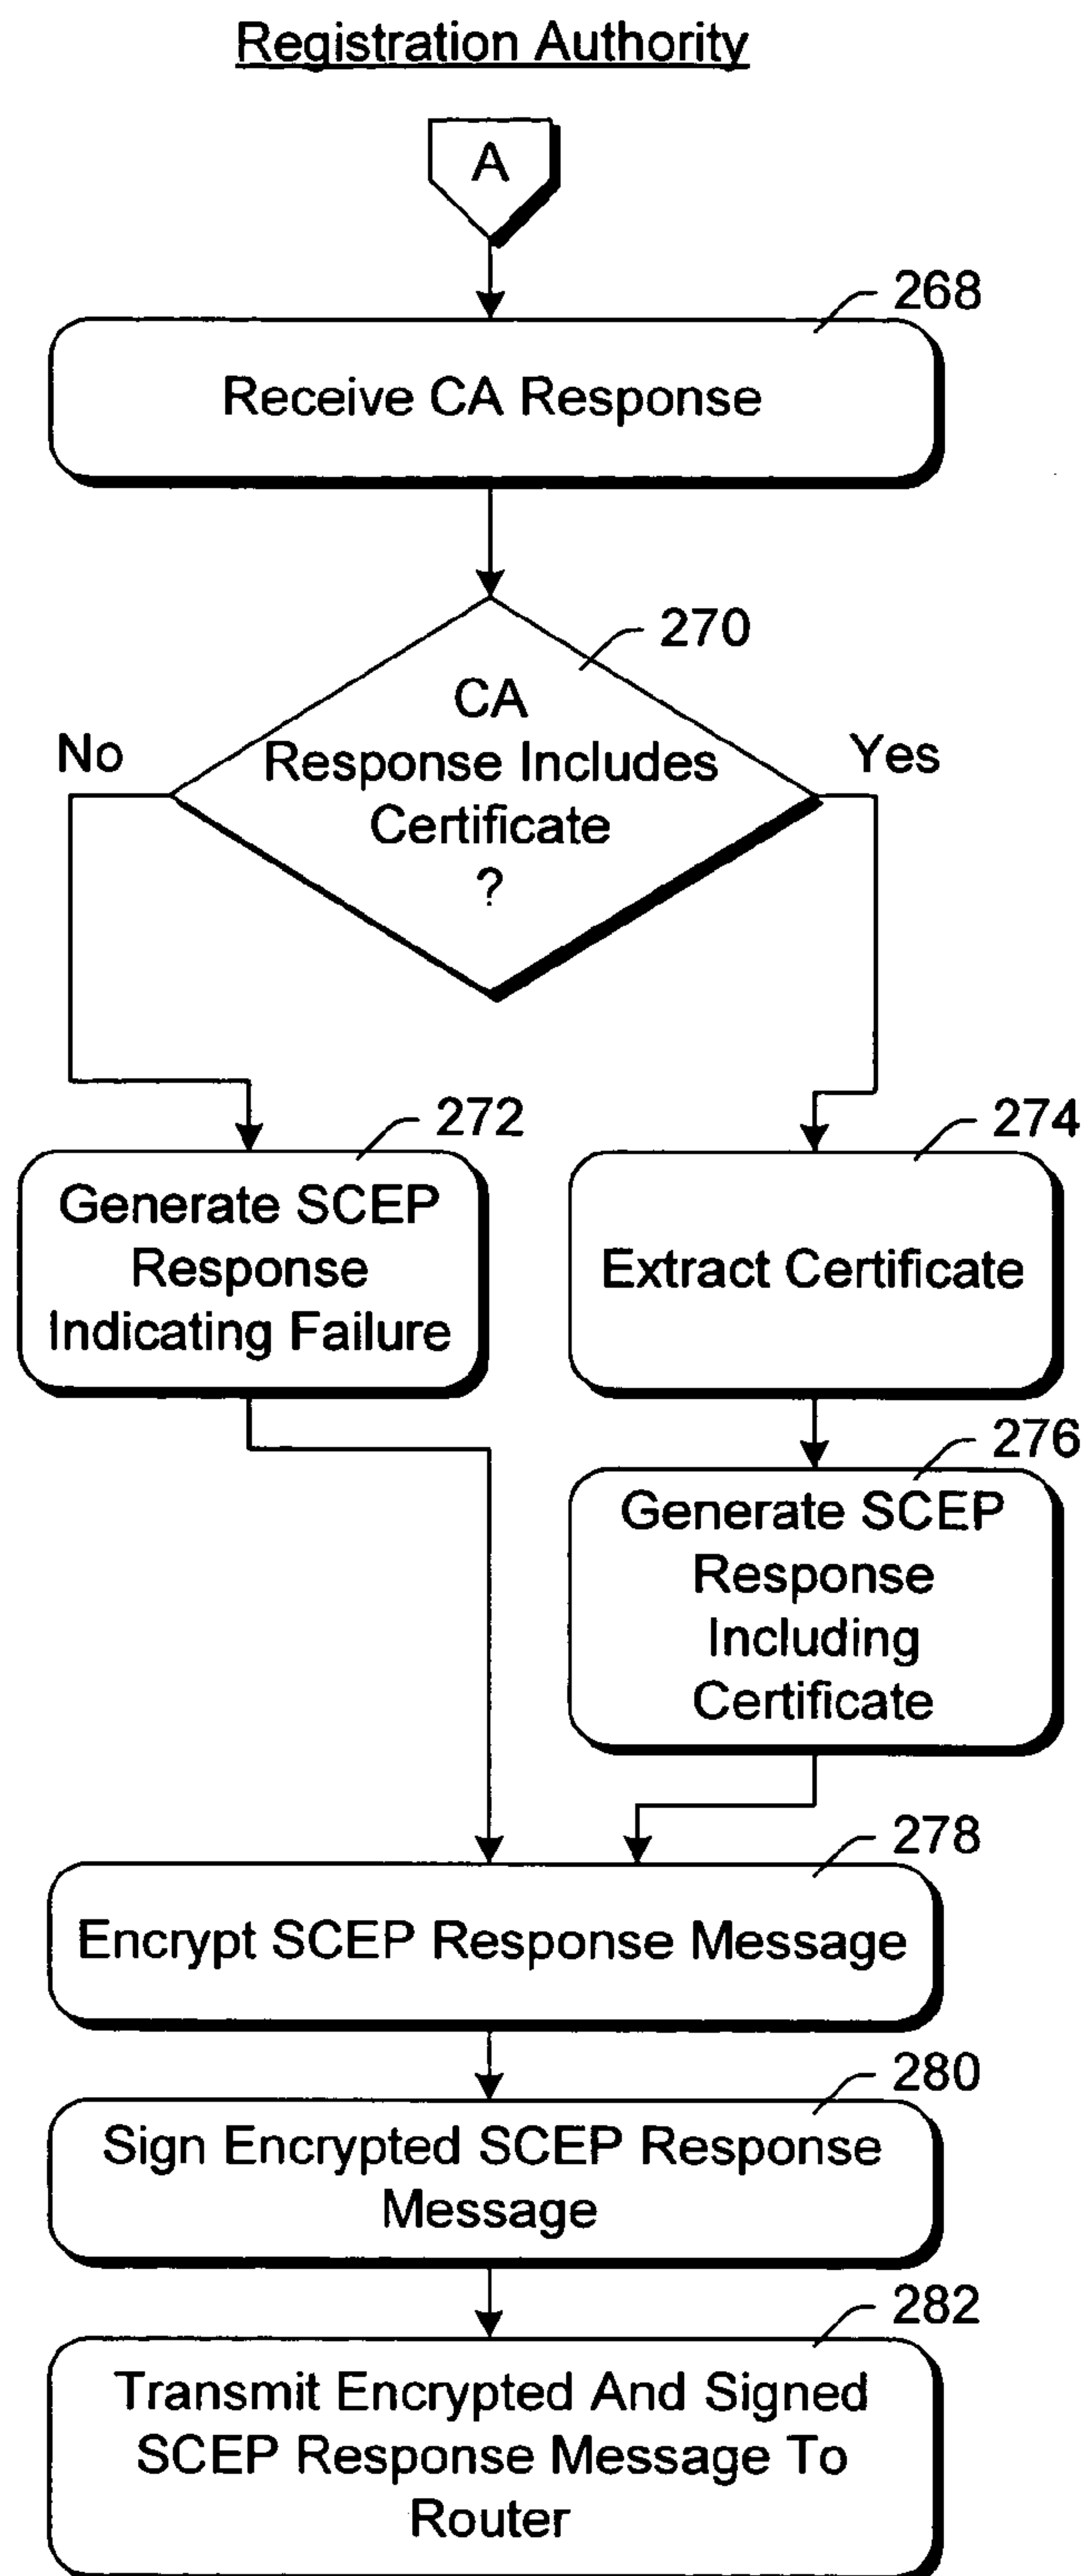 Registration Authority
A
268
Receive CA Response
270
CA
Response Includes
Certificate
?
No
Yes
272
Generate SCEP
Response
Indicating Failure
274
Extract Certificate
276
Generate SCEP
Response
Including
Certificate
278
Encrypt SCEP Response Message
280
Sign Encrypted SCEP Response
Message
282
Transmit Encrypted And Signed
SCEP Response Message To
Router